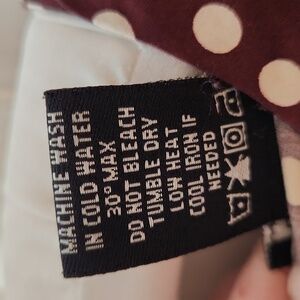 MACHINE WASH
IN COLD WATER
30° MAX
DO NOT BLEACH
TUMBLE DRY
LOW HEAT
COOL IRON IF
NEEDED